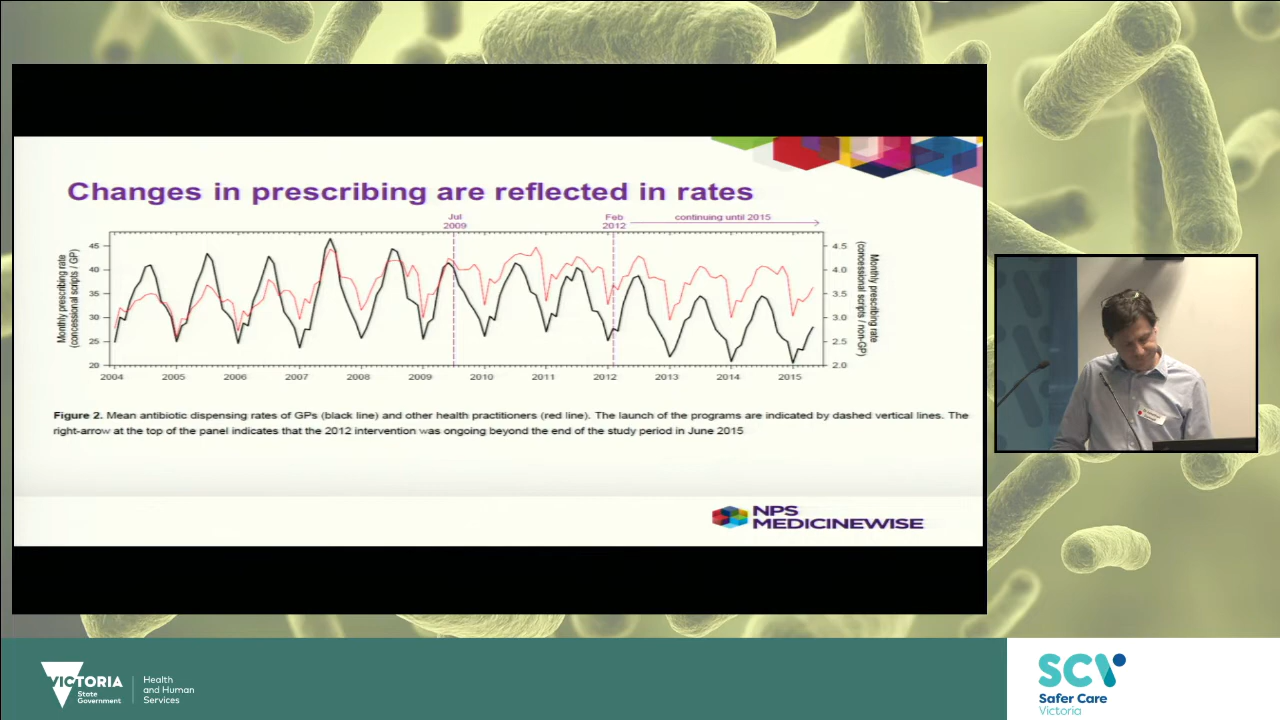 Changes in prescribing are reflected in rates
Jul
2009
Feb
2012
continuing until 2015
Monthly prescribing rate
(concessional scripts / GP)
45
40
35
30
25
20
4.5
4.0
3.5
3.0
2.5
2.0
Monthly prescribing rate
(concessional scripts / non-GP)
2004 2005 2006 2007 2008 2009 2010 2011 2012 2013 2014 2015
Figure 2. Mean antibiotic dispensing rates of GPs (black line) and other health practitioners (red line). The launch of the programs are indicated by dashed vertical lines. The
right-arrow at the top of the panel indicates that the 2012 intervention was ongoing beyond the end of the study period in June 2015
NPS
MEDICINEWISE
VICTORIA
State
Government
Health
and Human
Services
SCV
Safer Care
Victoria